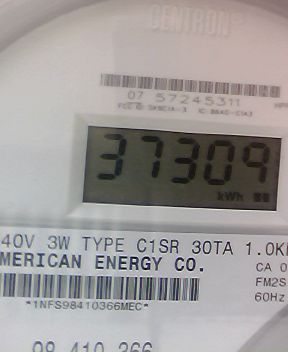 CENTRON®
07 57245311
37309
kWh
40V 3W TYPE C1SR 30TA 1.0K
MERICAN ENERGY CO.
CA 0
FM2S
60Hz
*1NFS98410366MEC*
98 410 366